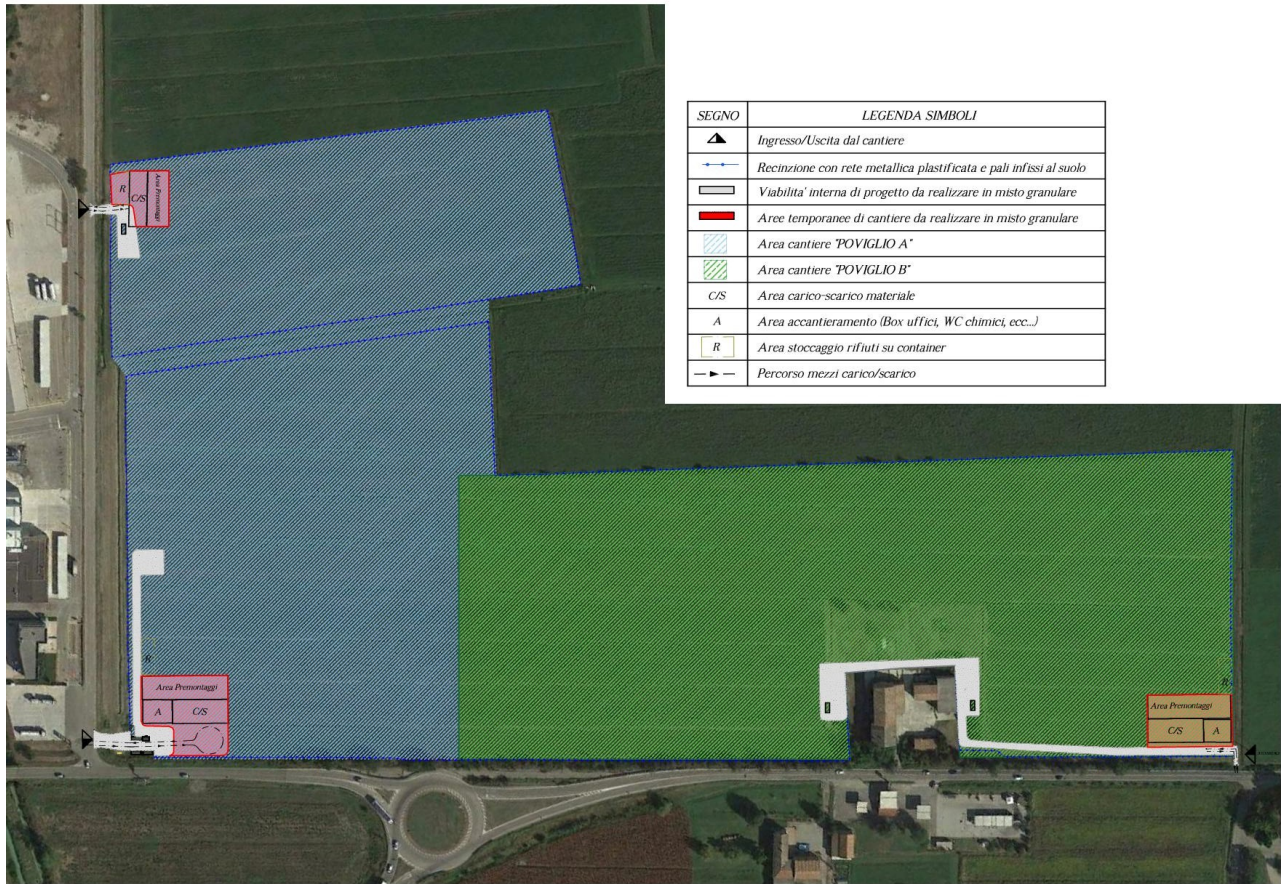 SEGNO LEGENDA SIMBOLI
Ingresso/Uscita dal cantiere
Recinzione con rete metallica plastificata e pali infissi al suolo
Viabilita' interna di progetto da realizzare in misto granulare
Aree temporanee di cantiere da realizzare in misto granulare
Area cantiere "POVIGLIO A"
Area cantiere "POVIGLIO B"
C/S Area carico-scarico materiale
A Area accantieramento (Box uffici, WC chimici, ecc...)
R Area stoccaggio rifiuti su container
Percorso mezzi carico/scarico
R
C/S
Area Premontaggi
R
Area Premontaggi
A C/S
R
Area Premontaggi
C/S A